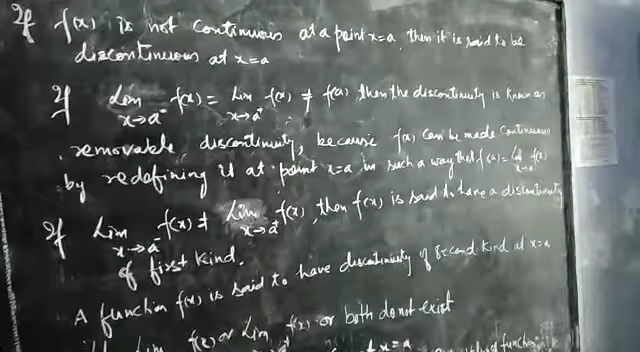 If f(x) is not continuous at a point x=a, then it is said to be
discontinuous at x=a
If Lim x→a⁻ f(x) = Lim x→a⁺ f(x) ≠ f(a) then the discontinuity is known as
removable discontinuity, because f(x) can be made continuous
by redefining it at point x=a in such a way that f(a)= Lim x→a f(x)
If Lim x→a⁻ f(x) ≠ Lim x→a⁺ f(x), then f(x) is said to have a discontinuity
of first kind.
A function f(x) is said to have discontinuity of second kind at x=a
Lim f(x) or Lim x→a⁺ f(x) or both do not exist
at x=a function